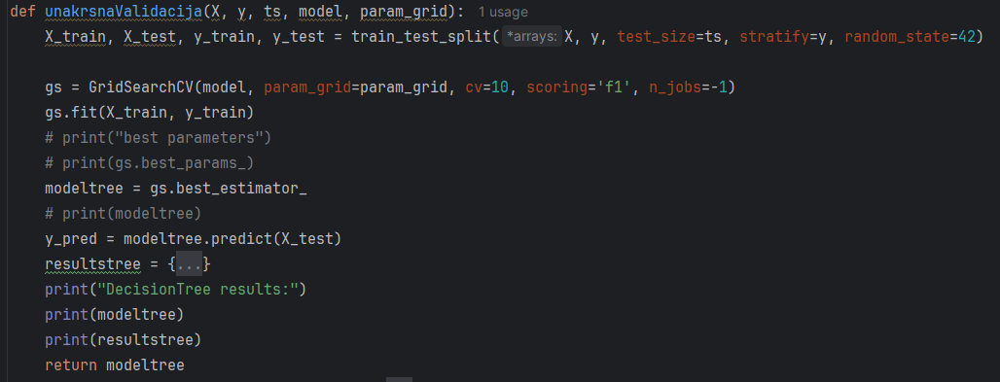 def unakrsnaValidacija(X, y, ts, model, param_grid): 1 usage
X_train, X_test, y_train, y_test = train_test_split(*arrays: X, y, test_size=ts, stratify=y, random_state=42)
gs = GridSearchCV(model, param_grid=param_grid, cv=10, scoring='f1', n_jobs=-1)
gs.fit(X_train, y_train)
# print("best parameters")
# print(gs.best_params_)
modeltree = gs.best_estimator_
# print(modeltree)
y_pred = modeltree.predict(X_test)
resultstree = {...}
print("DecisionTree results:")
print(modeltree)
print(resultstree)
return modeltree